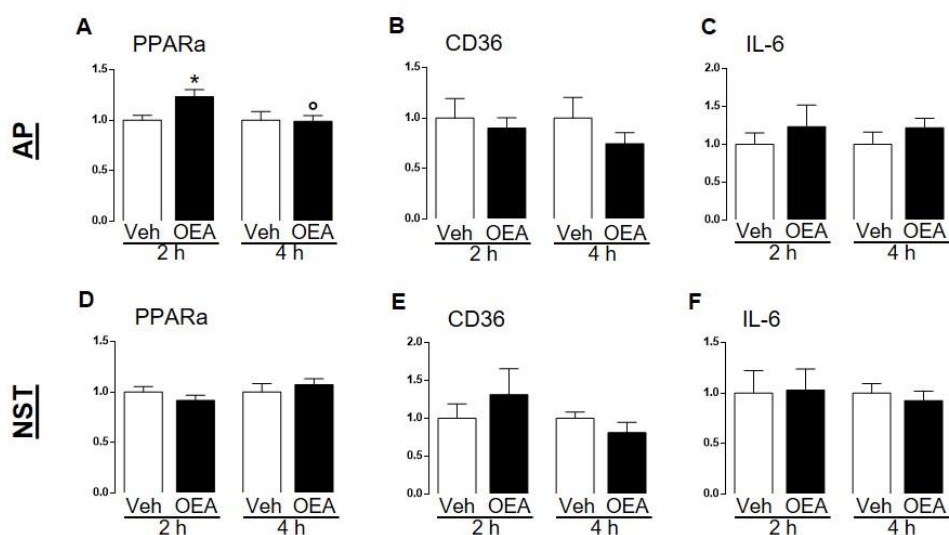 A B C
PPARa CD36 IL-6
AP
1.5 1.5 2.0
1.0 1.0 1.5
0.5 0.5 1.0
0.0 0.0 0.5
0.0
* °
Veh OEA Veh OEA Veh OEA Veh OEA Veh OEA Veh OEA
2 h 4 h 2 h 4 h 2 h 4 h
D E F
PPARa CD36 IL-6
NST
1.5 2.0 1.5
1.0 1.5 1.0
0.5 1.0 0.5
0.0 0.5 0.0
0.0
Veh OEA Veh OEA Veh OEA Veh OEA Veh OEA Veh OEA
2 h 4 h 2 h 4 h 2 h 4 h